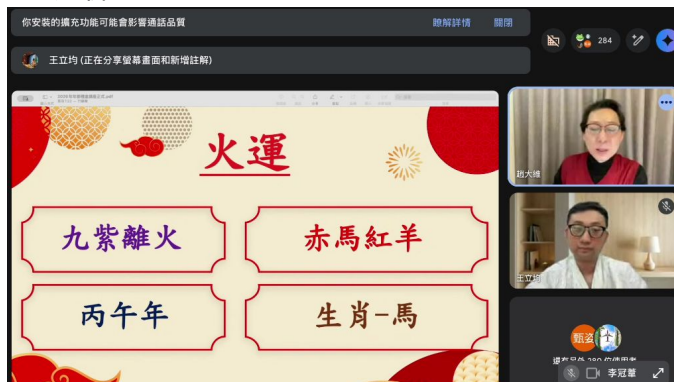 你安裝的擴充功能可能會影響通話品質
瞭解詳情
關閉
284
王立均 (正在分享螢幕畫面和新增註解)
火運
九紫離火
赤馬紅羊
丙午年
生肖-馬
趙大維
王立均
甄姿
李冠葦